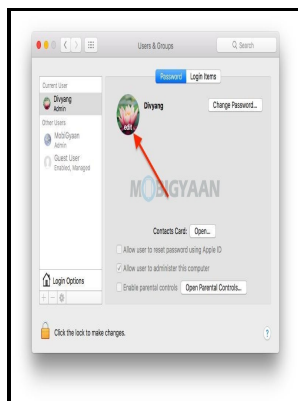 Users & Groups
Search
Password
Login Items
Current User
Divyang
Admin
Other Users
MobiGyaan
Admin
Guest User
Enabled, Managed
Login Options
+ −
edit
Divyang
Change Password...
MOBIGYAAN
Contacts Card: Open...
Allow user to reset password using Apple ID
Allow user to administer this computer
Enable parental controls Open Parental Controls...
Click the lock to make changes.
?